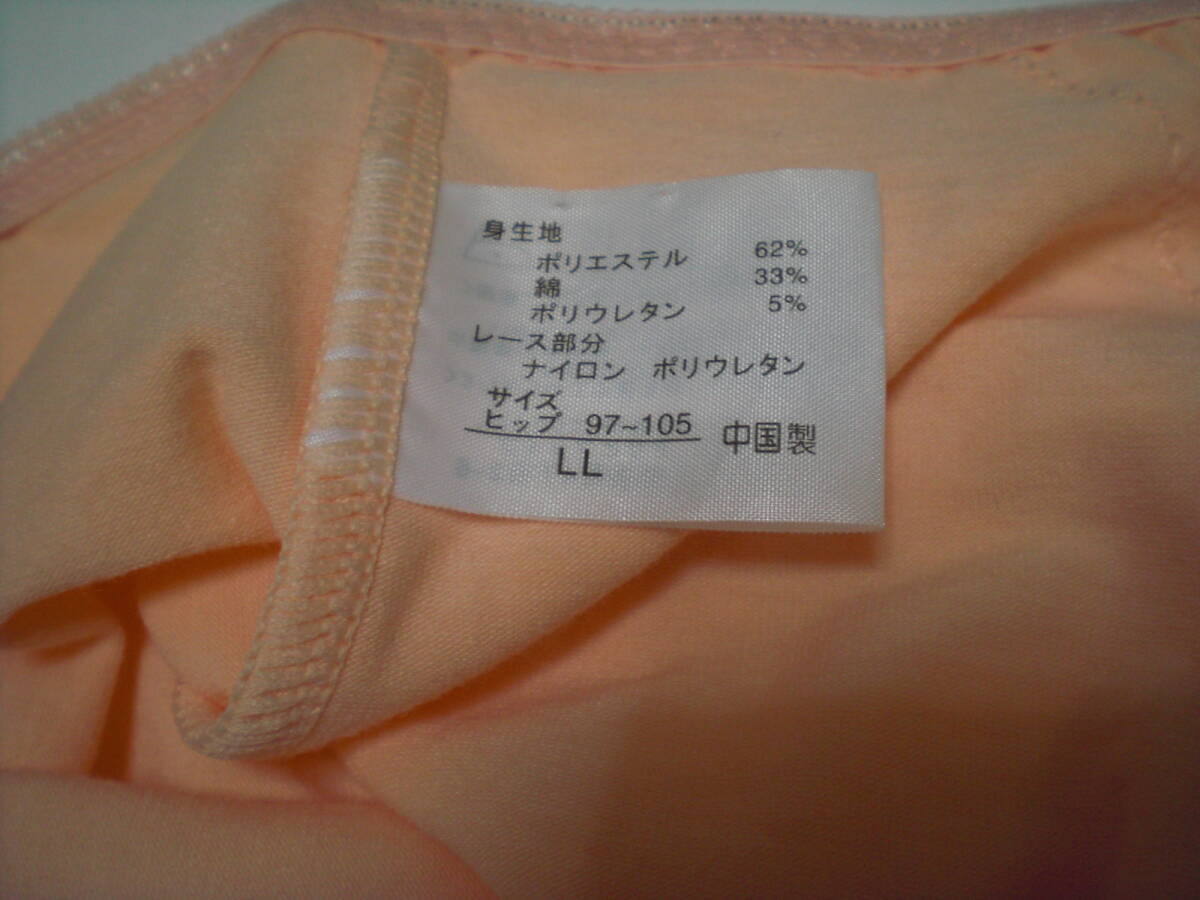 身生地
ポリエステル 62%
綿 33%
ポリウレタン 5%
レース部分
ナイロン ポリウレタン
サイズ
ヒップ 97~105
LL
中国製